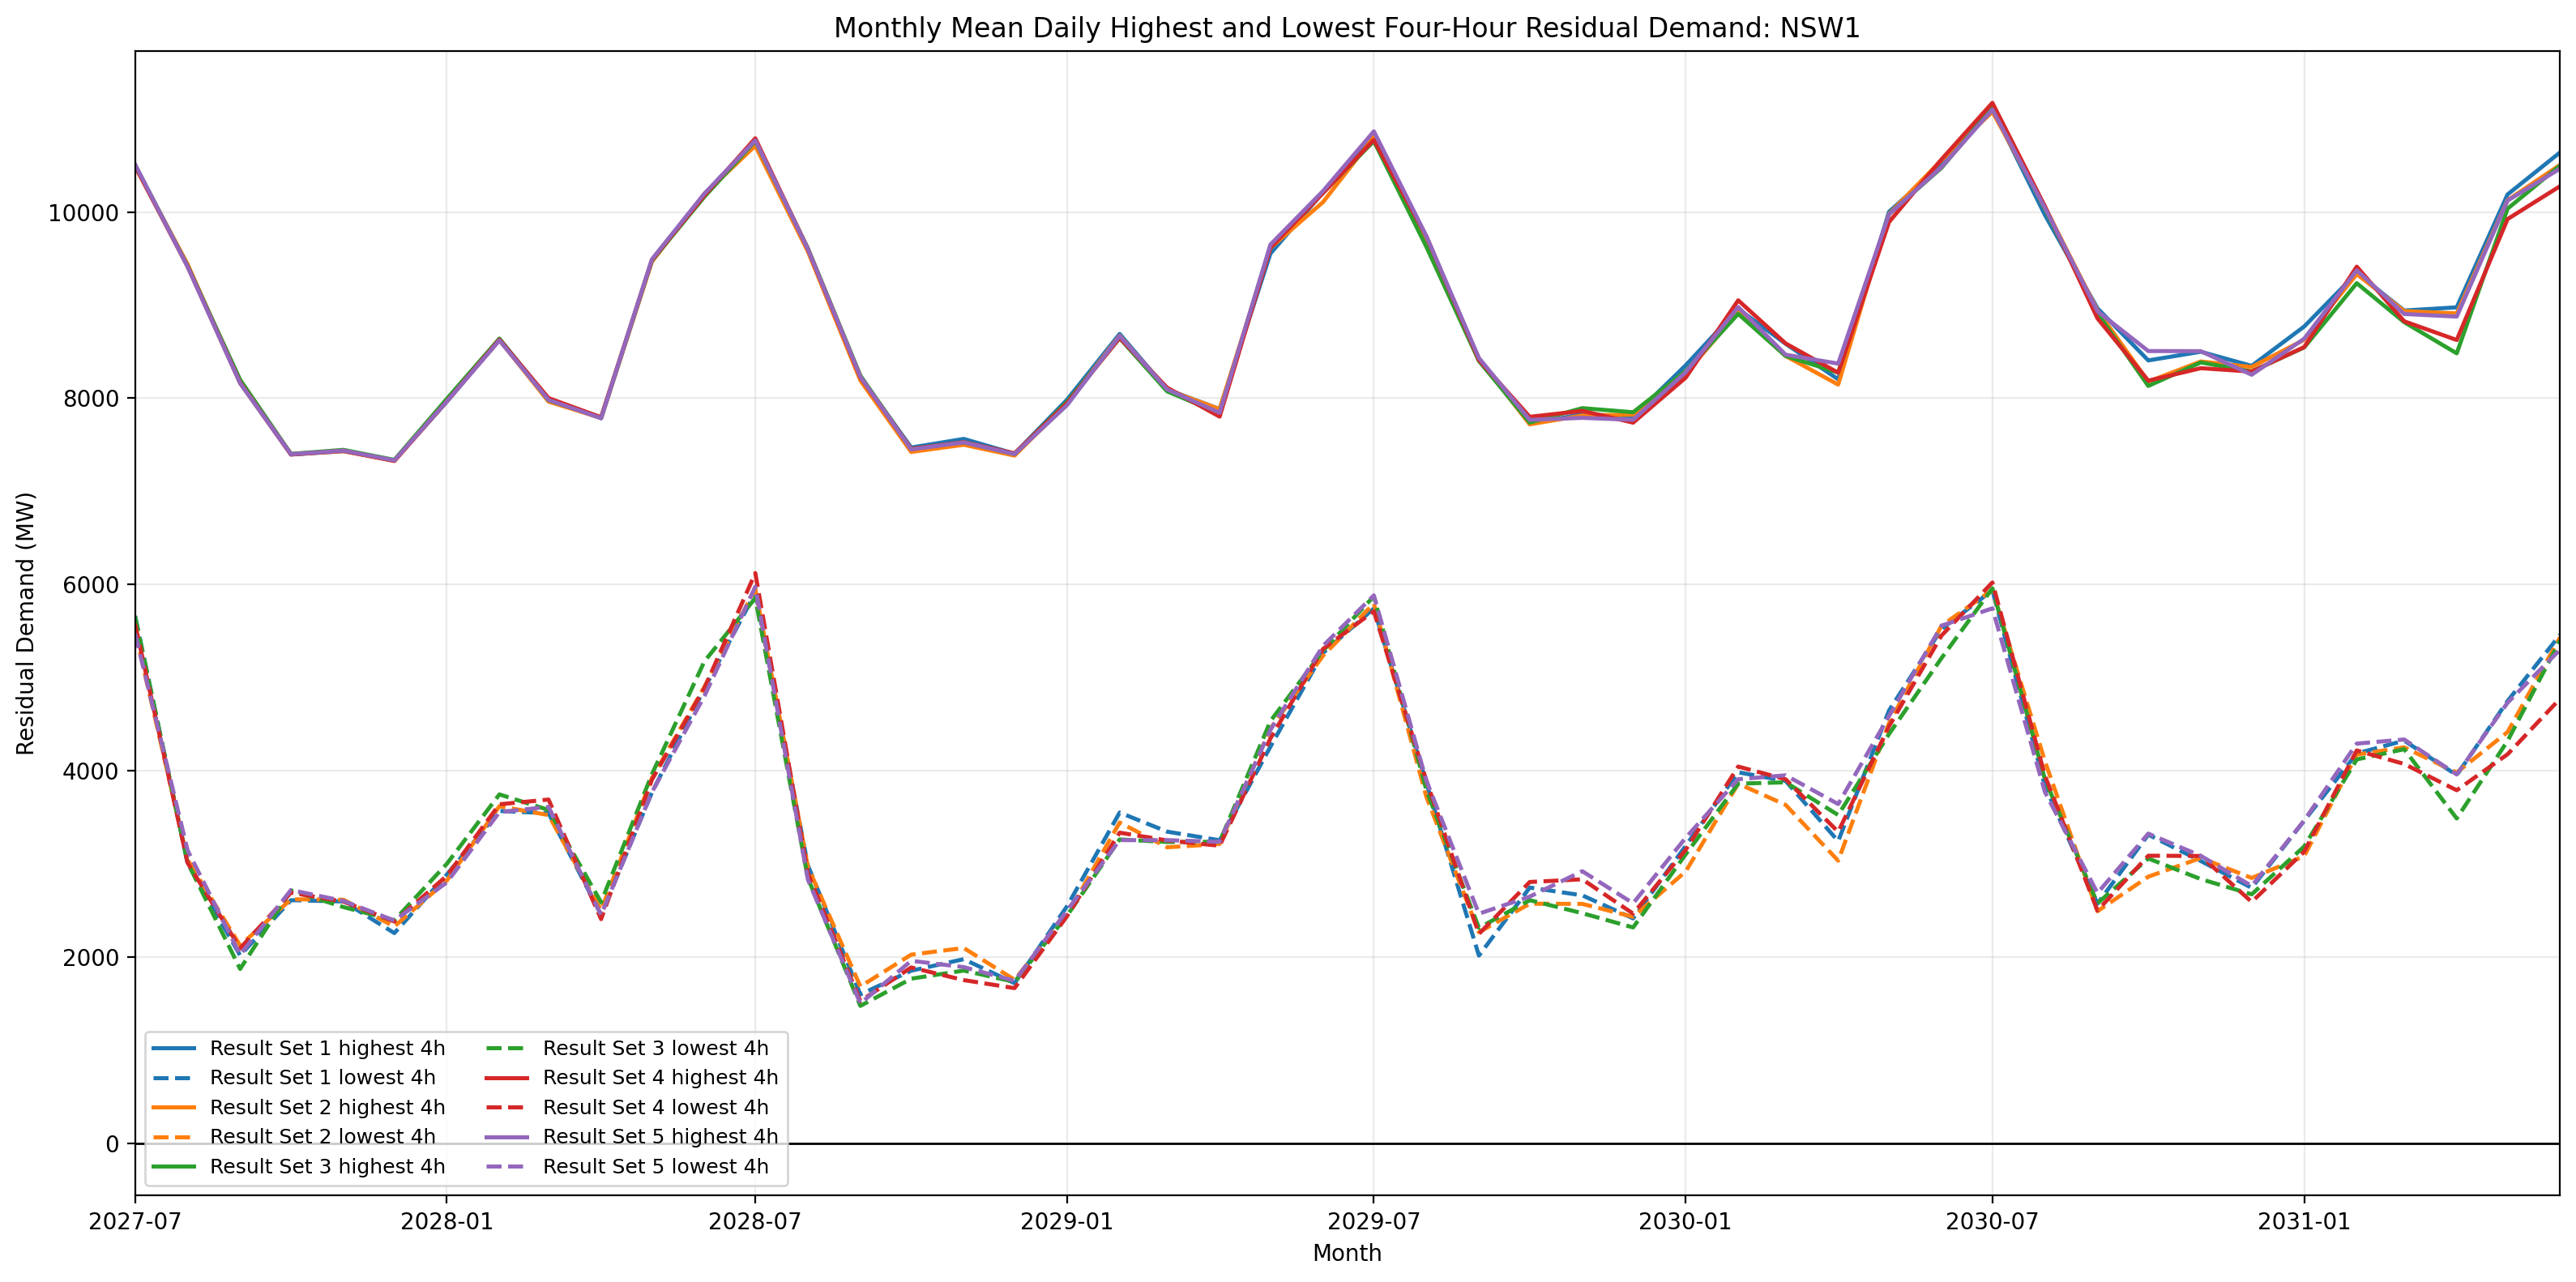 Monthly Mean Daily Highest and Lowest Four-Hour Residual Demand: NSW1
Residual Demand (MW)
10000
8000
6000
4000
2000
0
Result Set 1 highest 4h
Result Set 1 lowest 4h
Result Set 2 highest 4h
Result Set 2 lowest 4h
Result Set 3 highest 4h
Result Set 3 lowest 4h
Result Set 4 highest 4h
Result Set 4 lowest 4h
Result Set 5 highest 4h
Result Set 5 lowest 4h
2027-07
2028-01
2028-07
2029-01
2029-07
2030-01
2030-07
2031-01
Month